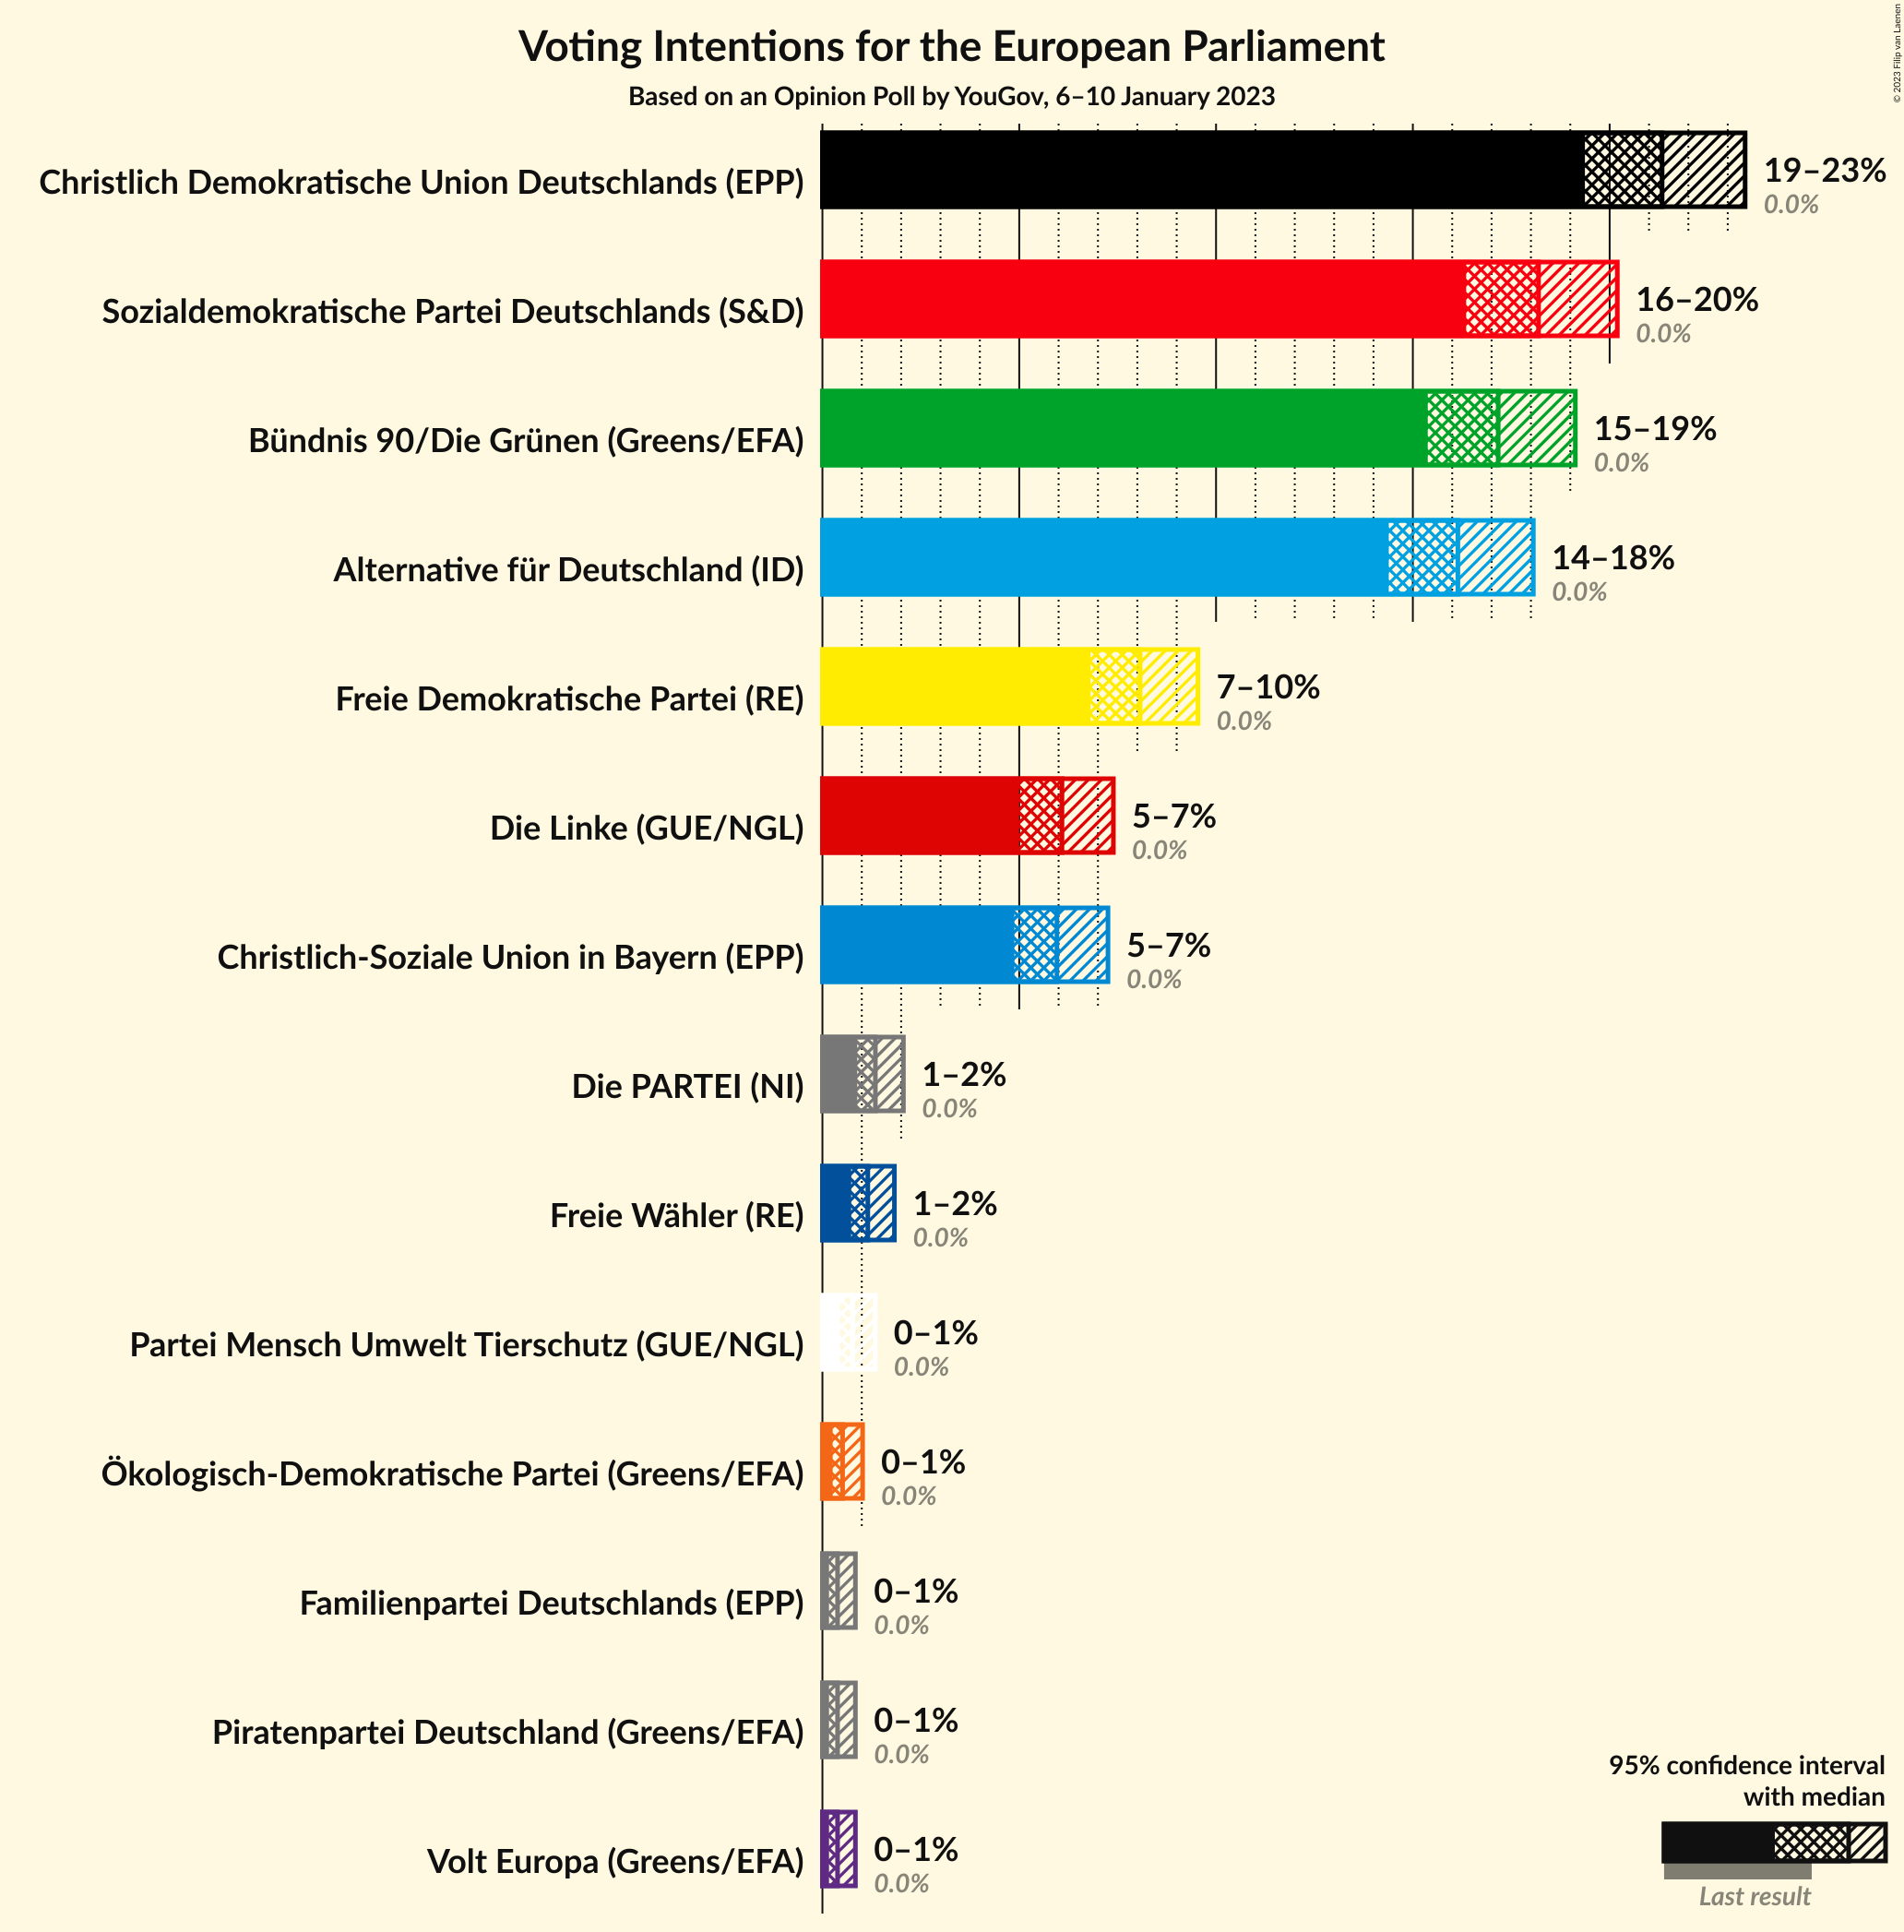 Voting Intentions for the European Parliament
Based on an Opinion Poll by YouGov, 6–10 January 2023
© 2023 Filip van Laenen
Christlich Demokratische Union Deutschlands (EPP)
19–23%
0.0%
Sozialdemokratische Partei Deutschlands (S&D)
16–20%
0.0%
Bündnis 90/Die Grünen (Greens/EFA)
15–19%
0.0%
Alternative für Deutschland (ID)
14–18%
0.0%
Freie Demokratische Partei (RE)
7–10%
0.0%
Die Linke (GUE/NGL)
5–7%
0.0%
Christlich-Soziale Union in Bayern (EPP)
5–7%
0.0%
Die PARTEI (NI)
1–2%
0.0%
Freie Wähler (RE)
1–2%
0.0%
Partei Mensch Umwelt Tierschutz (GUE/NGL)
0–1%
0.0%
Ökologisch-Demokratische Partei (Greens/EFA)
0–1%
0.0%
Familienpartei Deutschlands (EPP)
0–1%
0.0%
Piratenpartei Deutschland (Greens/EFA)
0–1%
0.0%
Volt Europa (Greens/EFA)
0–1%
0.0%
95% confidence interval
with median
Last result